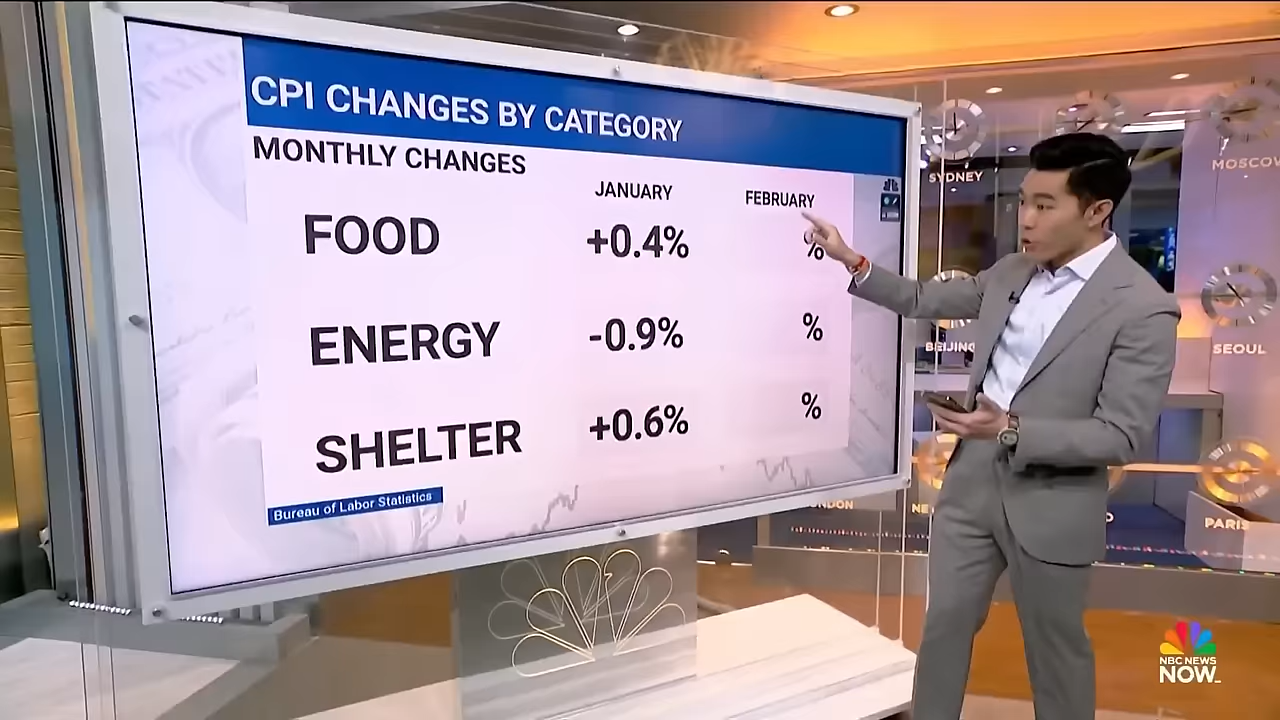 CPI CHANGES BY CATEGORY
MONTHLY CHANGES
JANUARY FEBRUARY
FOOD +0.4% %
ENERGY -0.9% %
SHELTER +0.6% %
Bureau of Labor Statistics
SYDNEY
MOSCOW
BEIJING
SEOUL
PARIS
NBC NEWS
NOW